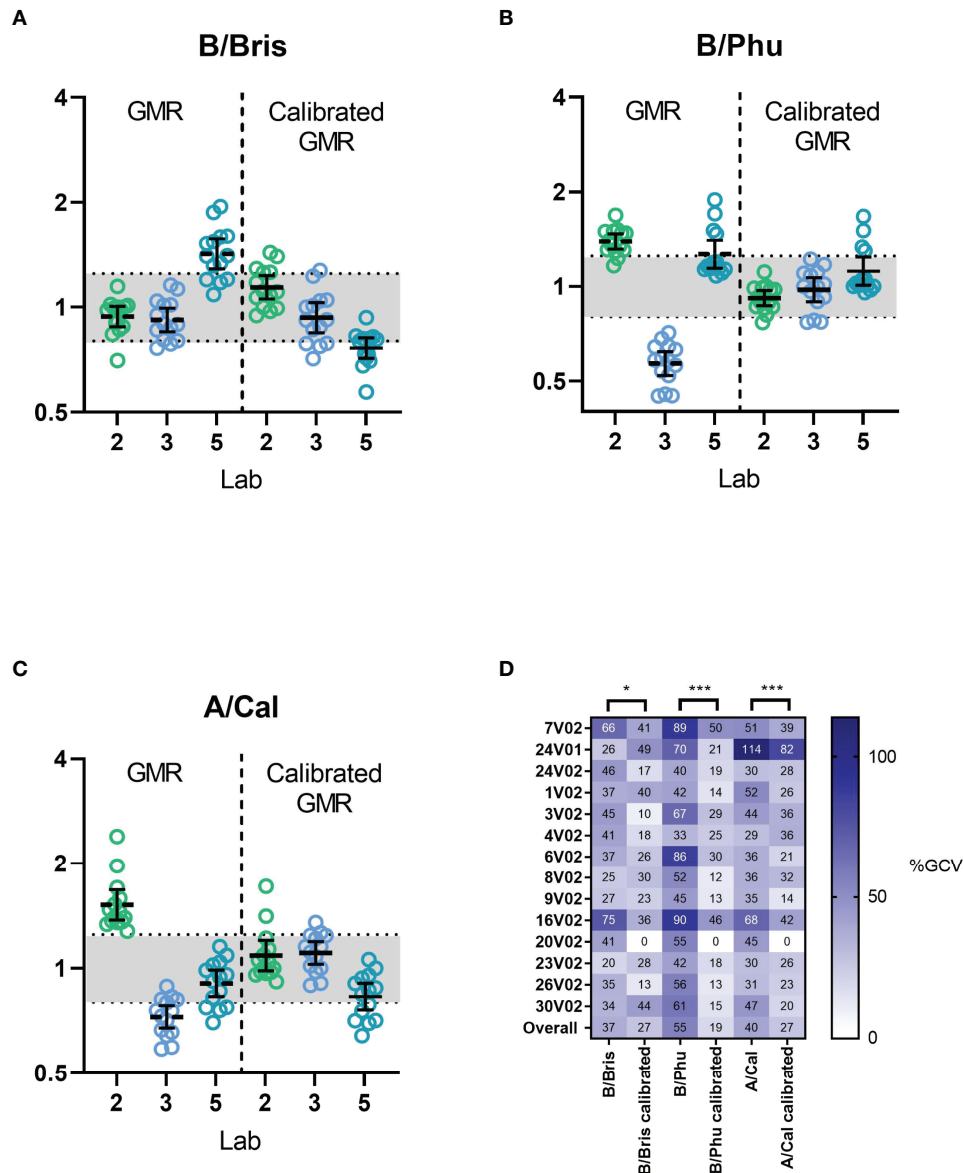 A
B/Bris
4
2
1
0.5
GMR
Calibrated
GMR
2 3 5 2 3 5
Lab
B
B/Phu
4
2
1
0.5
GMR
Calibrated
GMR
2 3 5 2 3 5
Lab
C
A/Cal
4
2
1
0.5
GMR
Calibrated
GMR
2 3 5 2 3 5
Lab
D
* *** ***
7V02 66 41 89 50 51 39
24V01 26 49 70 21 114 82
24V02 46 17 40 19 30 28
1V02 37 40 42 14 52 26
3V02 45 10 67 29 44 36
4V02 41 18 33 25 29 36
6V02 37 26 86 30 36 21
8V02 25 30 52 12 36 32
9V02 27 23 45 13 35 14
16V02 75 36 90 46 68 42
20V02 41 0 55 0 45 0
23V02 20 28 42 18 30 26
26V02 35 13 56 13 31 23
30V02 34 44 61 15 47 20
Overall 37 27 55 19 40 27
B/Bris
B/Bris calibrated
B/Phu
B/Phu calibrated
A/Cal
A/Cal calibrated
100
50
0
%GCV